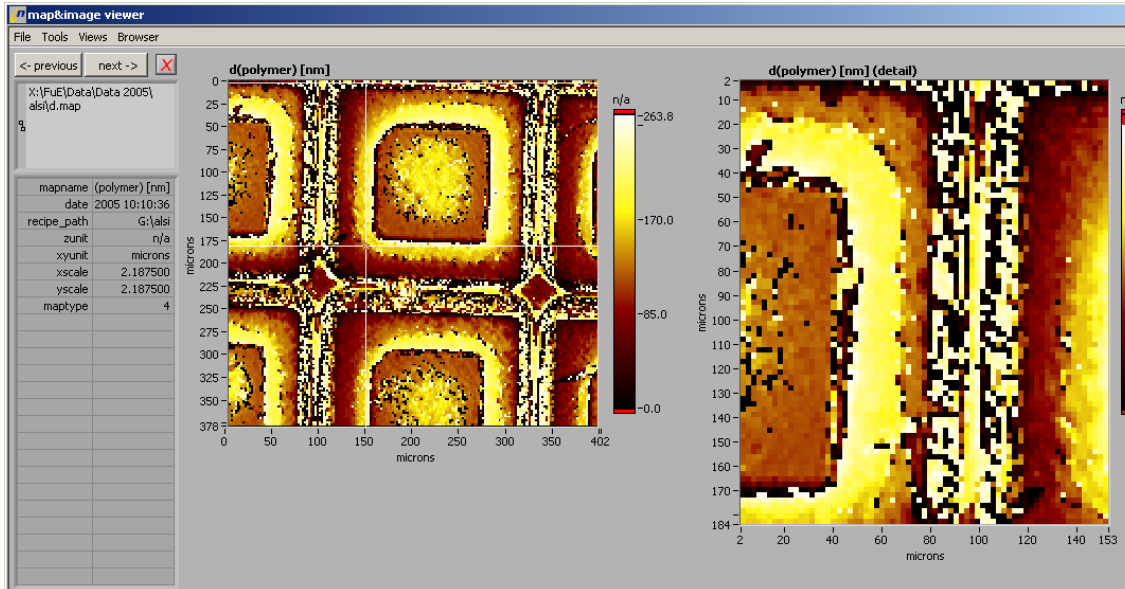 map&image viewer
File Tools Views Browser
<- previous next -> X
X:\FuE\Data\Data 2005\
alsi\d.map
mapname (polymer) [nm]
date 2005 10:10:36
recipe_path G:\alsi
zunit n/a
xyunit microns
xscale 2.187500
yscale 2.187500
maptype 4
d(polymer) [nm]
0
25
50
75
100
125
150
175
200
225
250
275
300
325
350
378
microns
0 50 100 150 200 250 300 350 402
microns
n/a
263.8
170.0
85.0
0.0
d(polymer) [nm] (detail)
2
10
20
30
40
50
60
70
80
90
100
110
120
130
140
150
160
170
184
microns
2 20 40 60 80 100 120 140 153
microns